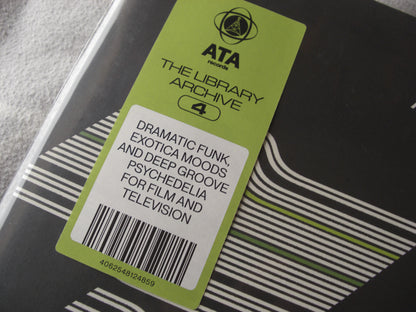 ATA
records
THE LIBRARY
ARCHIVE
4
DRAMATIC FUNK,
EXOTICA MOODS
AND DEEP GROOVE
PSYCHEDELIA
FOR FILM AND
TELEVISION
4062548124859